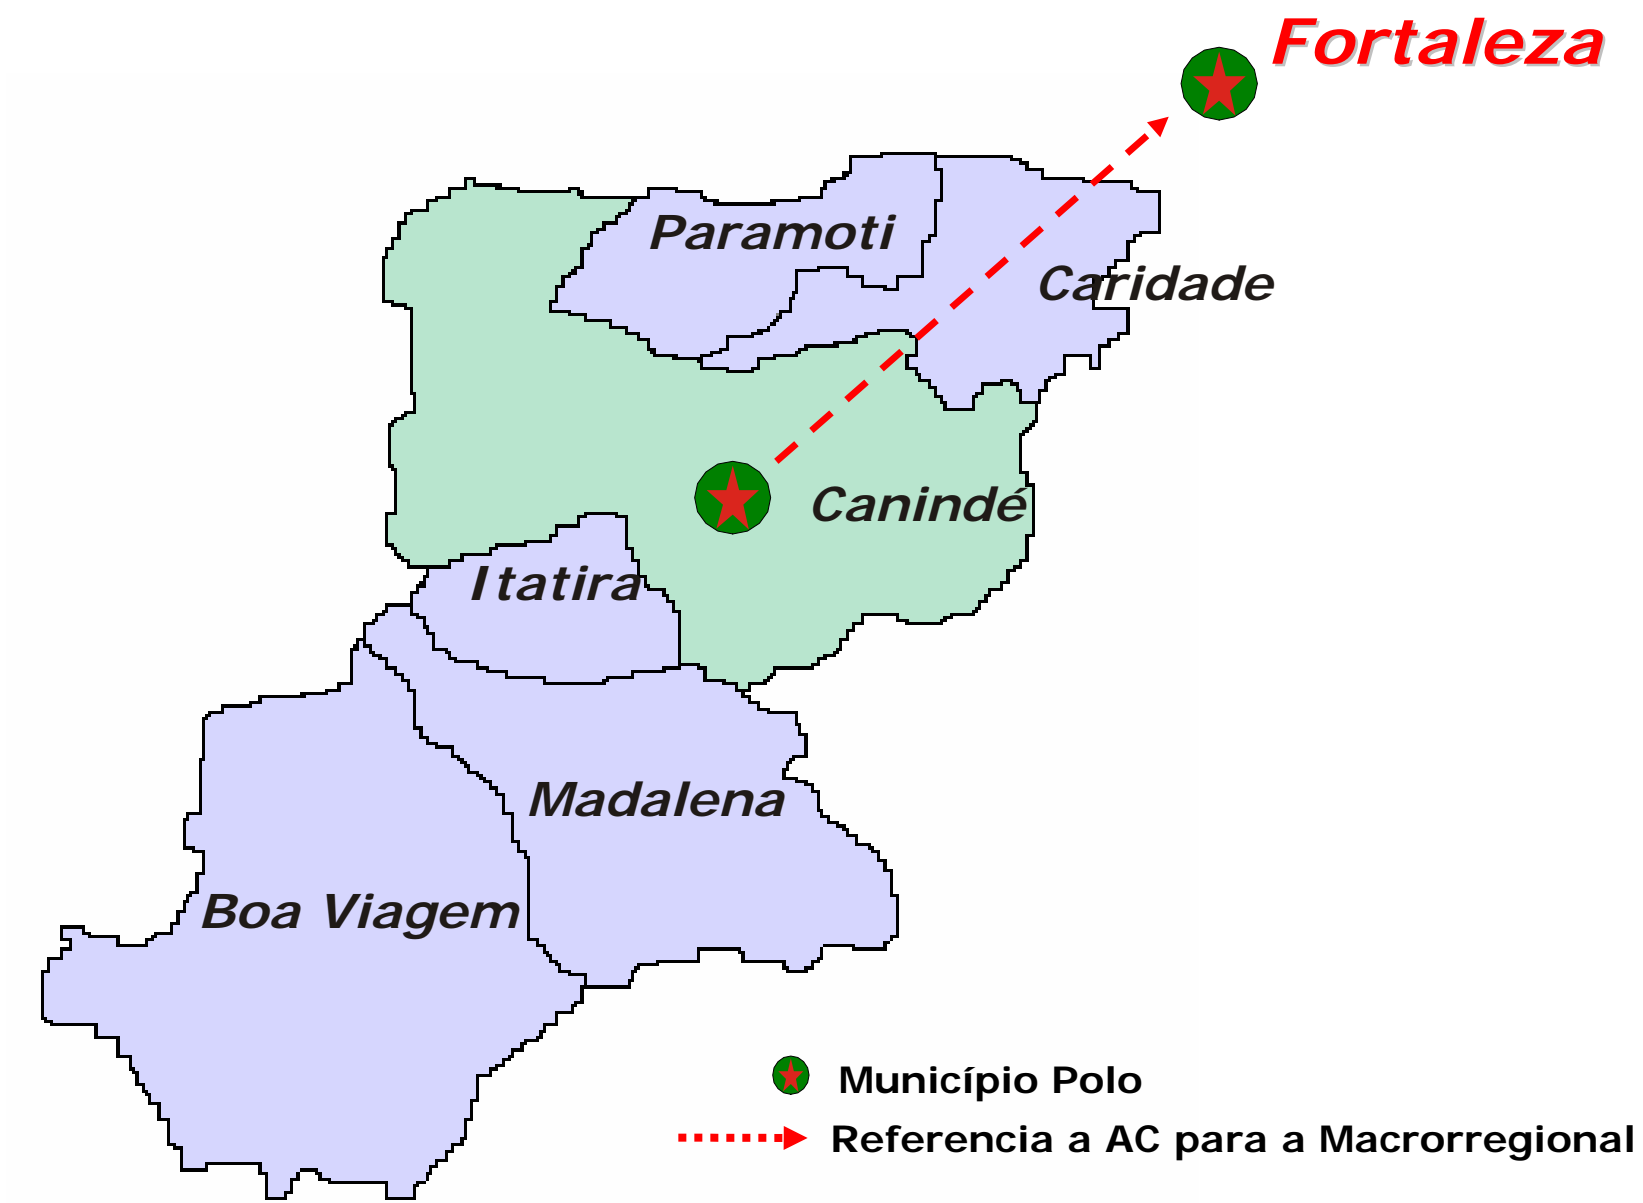 Fortaleza
Paramoti
Caridade
Canindé
Itatira
Madalena
Boa Viagem
Município Polo
Referencia a AC para a Macrorregional